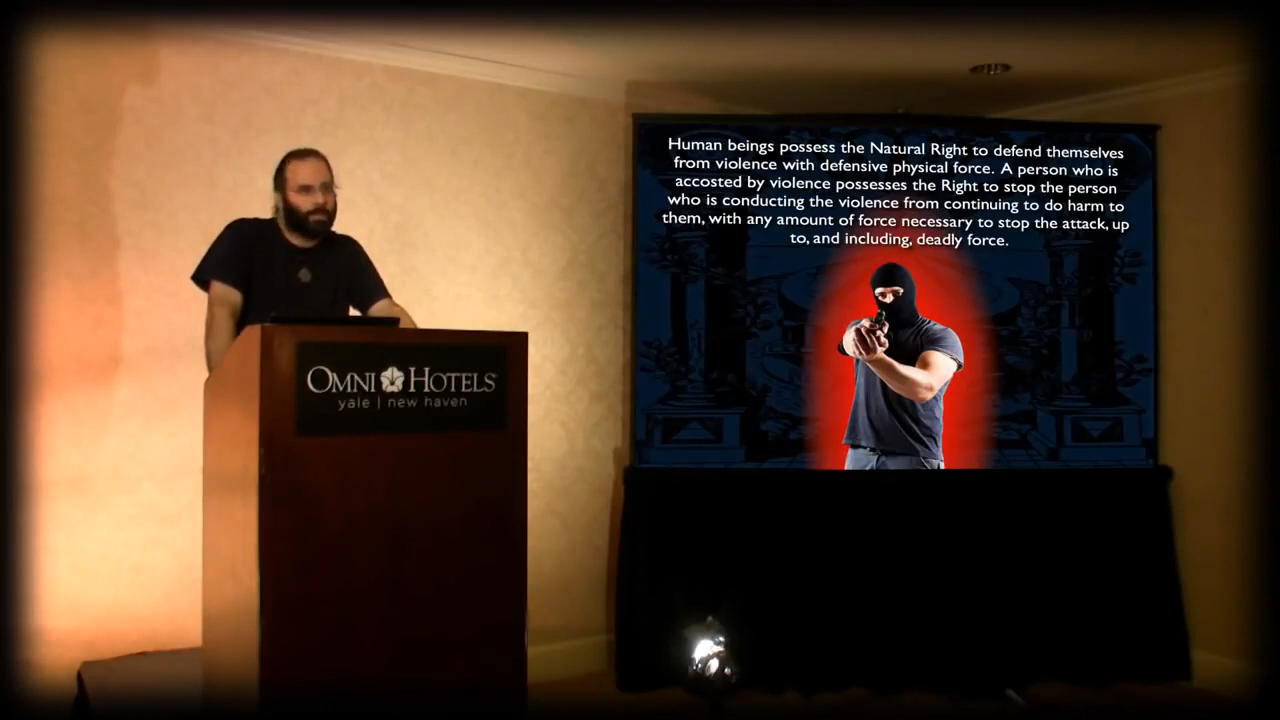 Human beings possess the Natural Right to defend themselves
from violence with defensive physical force. A person who is
accosted by violence possesses the Right to stop the person
who is conducting the violence from continuing to do harm to
them, with any amount of force necessary to stop the attack, up
to, and including, deadly force.
OMNI HOTELS
yale | new haven